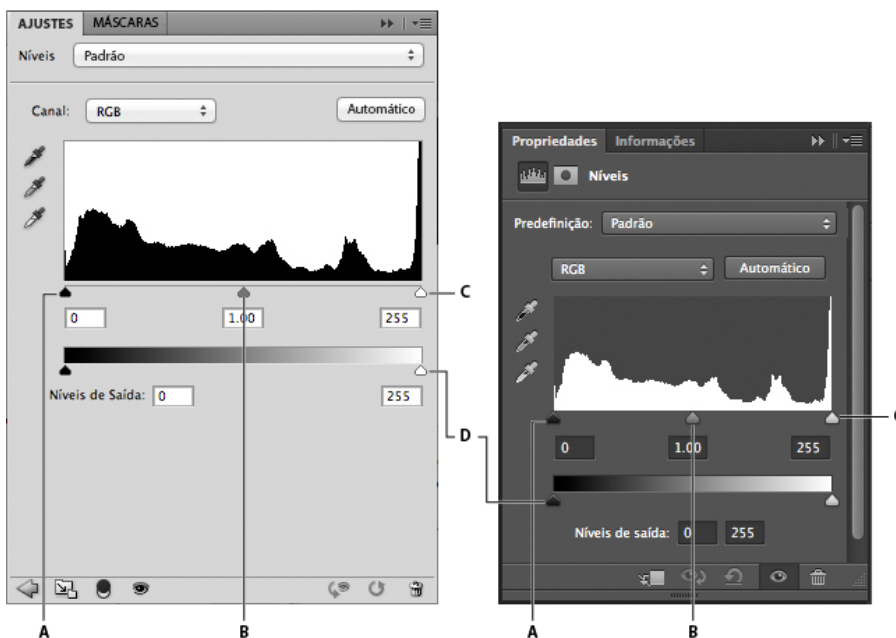 AJUSTES MÁSCARAS
Níveis Padrão
Canal: RGB Automático
0 1.00 255
Níveis de Saída: 0 255
C
D
A B
Propriedades Informações
Níveis
Predefinição: Padrão
RGB Automático
0 1.00 255
Níveis de saída: 0 255
A B